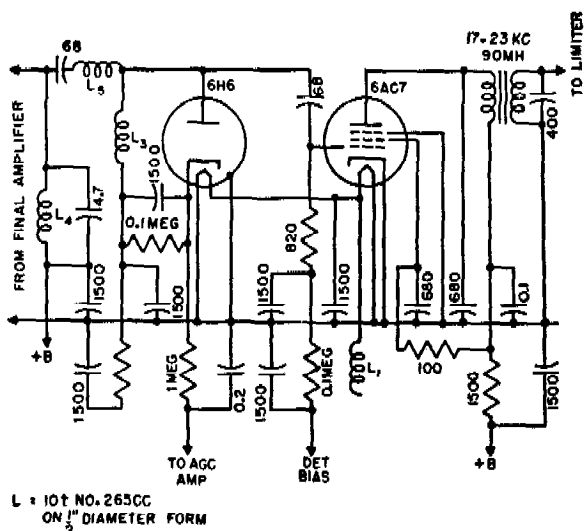 17-23 KC
90MH
TO LIMITER
68
L5
6H6
68
6AC7
400
L3
1500
FROM FINAL AMPLIFIER
L4
4.7
0.1MEG
820
1500
1500
1500
1500
680
680
0.1
+B
1500
1MEG
0.2
1500
0.1MEG
L1
100
1500
1500
TO AGC
AMP
DET
BIAS
+B
L = 10t NO. 26SCC
ON 1/2" DIAMETER FORM